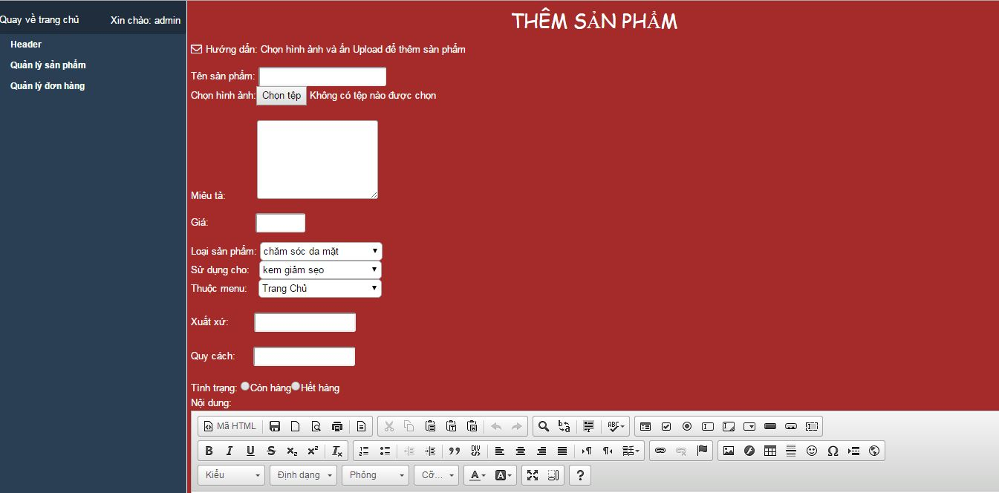 Quay về trang chủ Xin chào: admin
Header
Quản lý sản phẩm
Quản lý đơn hàng
THÊM SẢN PHẨM
Hướng dẩn: Chọn hình ảnh và ấn Upload để thêm sản phẩm
Tên sản phẩm:
Chọn hình ảnh: Chọn tệp Không có tệp nào được chọn
Miêu tả:
Giá:
Loại sản phẩm: chăm sóc da mặt
Sử dụng cho: kem giảm sẹo
Thuộc menu: Trang Chủ
Xuất xứ:
Quy cách:
Tình trạng: Còn hàng Hết hàng
Nội dung:
Mã HTML
Kiểu Định dạng Phông Cỡ...